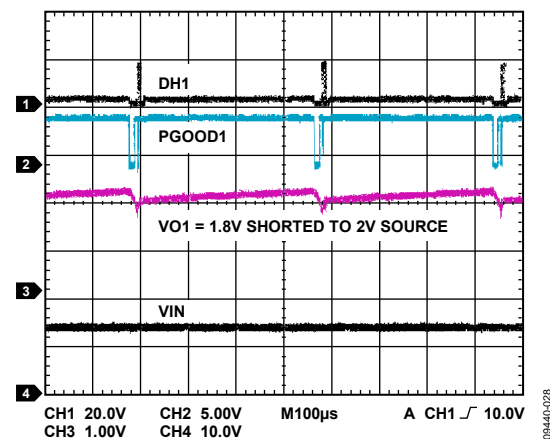 DH1
1
PGOOD1
2
VO1 = 1.8V SHORTED TO 2V SOURCE
3
VIN
4
CH1 20.0V CH2 5.00V M100µs A CH1 10.0V
CH3 1.00V CH4 10.0V
09440-028